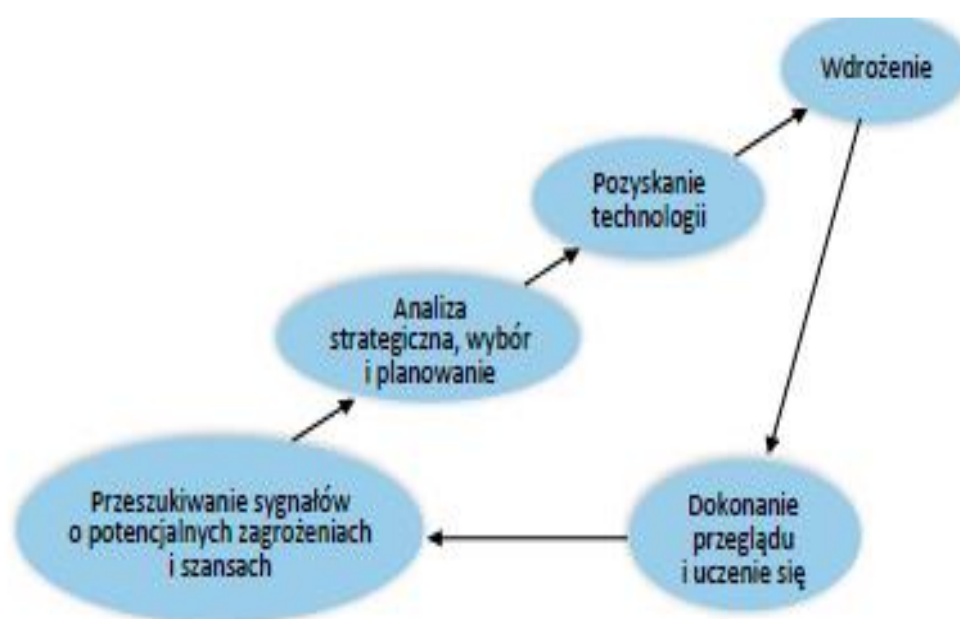 Wdrożenie
Pozyskanie
technologii
Analiza
strategiczna, wybór
i planowanie
Przeszukiwanie sygnałów
o potencjalnych zagrożeniach
i szansach
Dokonanie
przeglądu
i uczenie się